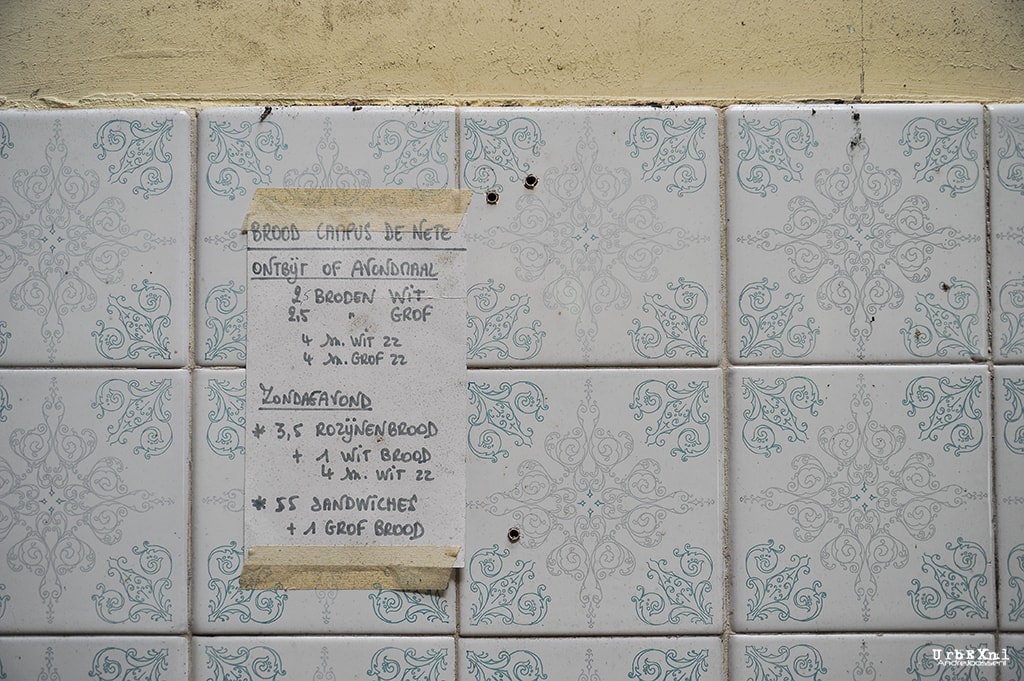 BROOD CAMPUS DE NETE
ONTBIJT OF AVONDMAAL
2 BRODEN WIT
2,5 " GROF
4 m. WIT 22
4 m. GROF 22
ZONDAGAVOND
* 3,5 ROZIJNENBROOD
+ 1 WIT BROOD
4 m. WIT 22
* 55 SANDWICHES
+ 1 GROF BROOD
UrbEXnl